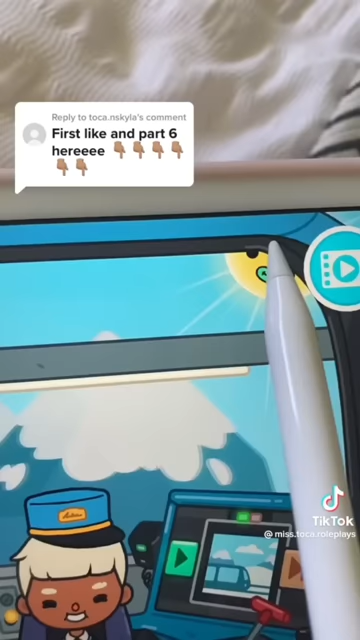 Reply to toca.nskyla's comment
First like and part 6
hereeee 👇🏽👇🏽👇🏽👇🏽
👇🏽👇🏽
TikTok
@ miss.toca.roleplays